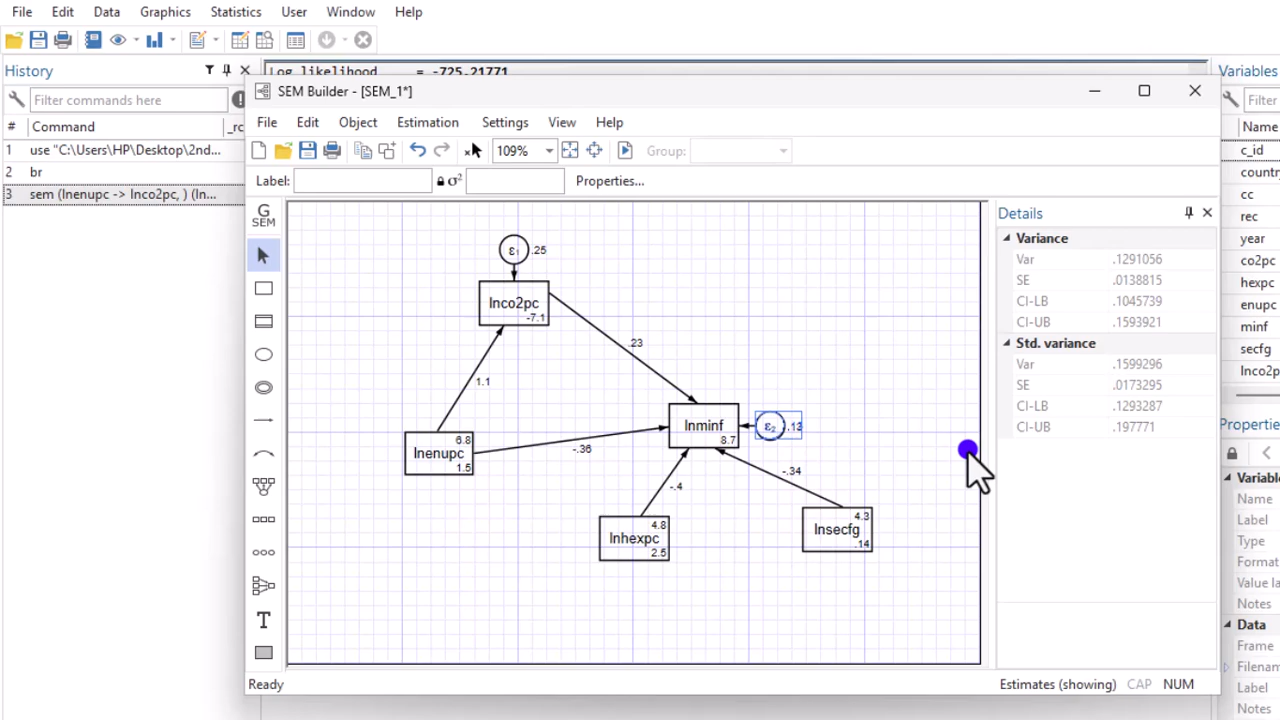 File Edit Data Graphics Statistics User Window Help
History
Log likelihood = -725.21771
Variables
Filter commands here
SEM Builder - [SEM_1*]
Filter
# Command _rc
File Edit Object Estimation Settings View Help
Name
1 use "C:\Users\HP\Desktop\2nd...
109%
Group:
c_id
2 br
Label:
σ²
Properties...
country
3 sem (lnenupc -> lnco2pc, ) (ln...
cc
G
SEM
Details
rec
Variance
year
ε1 .25
Var .1291056
co2pc
SE .0138815
hexpc
lnco2pc
-7.1
CI-LB .1045739
enupc
CI-UB .1593921
minf
.23
Std. variance
secfg
Var .1599296
lnco2p
1.1
SE .0173295
CI-LB .1293287
lnminf
8.7
ε2 .13
CI-UB .197771
Propertie
6.8
lnenupc
1.5
-.36
-.34
Variable
-.4
Name
4.8
lnhexpc
2.5
4.3
lnsecfg
.14
Label
Type
Format
Value la
Notes
Data
Frame
Filenam
Ready
Estimates (showing) CAP NUM
Label
Notes